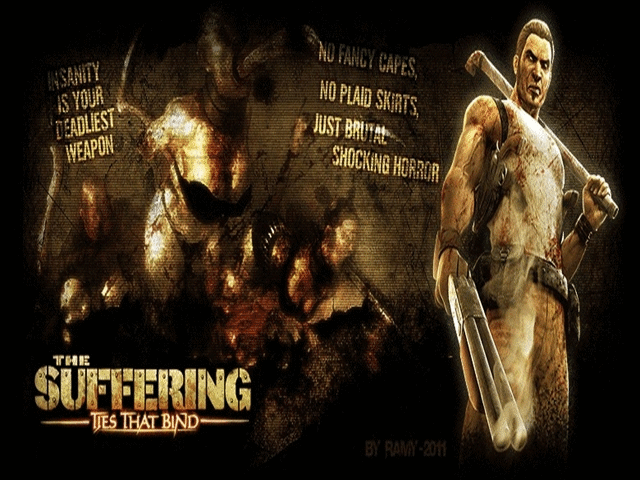 INSANITY
IS YOUR
DEADLIEST
WEAPON
NO FANCY CAPES,
NO PLAID SKIRTS,
JUST BRUTAL
SHOCKING HORROR
THE
SUFFERING
TIES THAT BIND
BY RAMY-2011